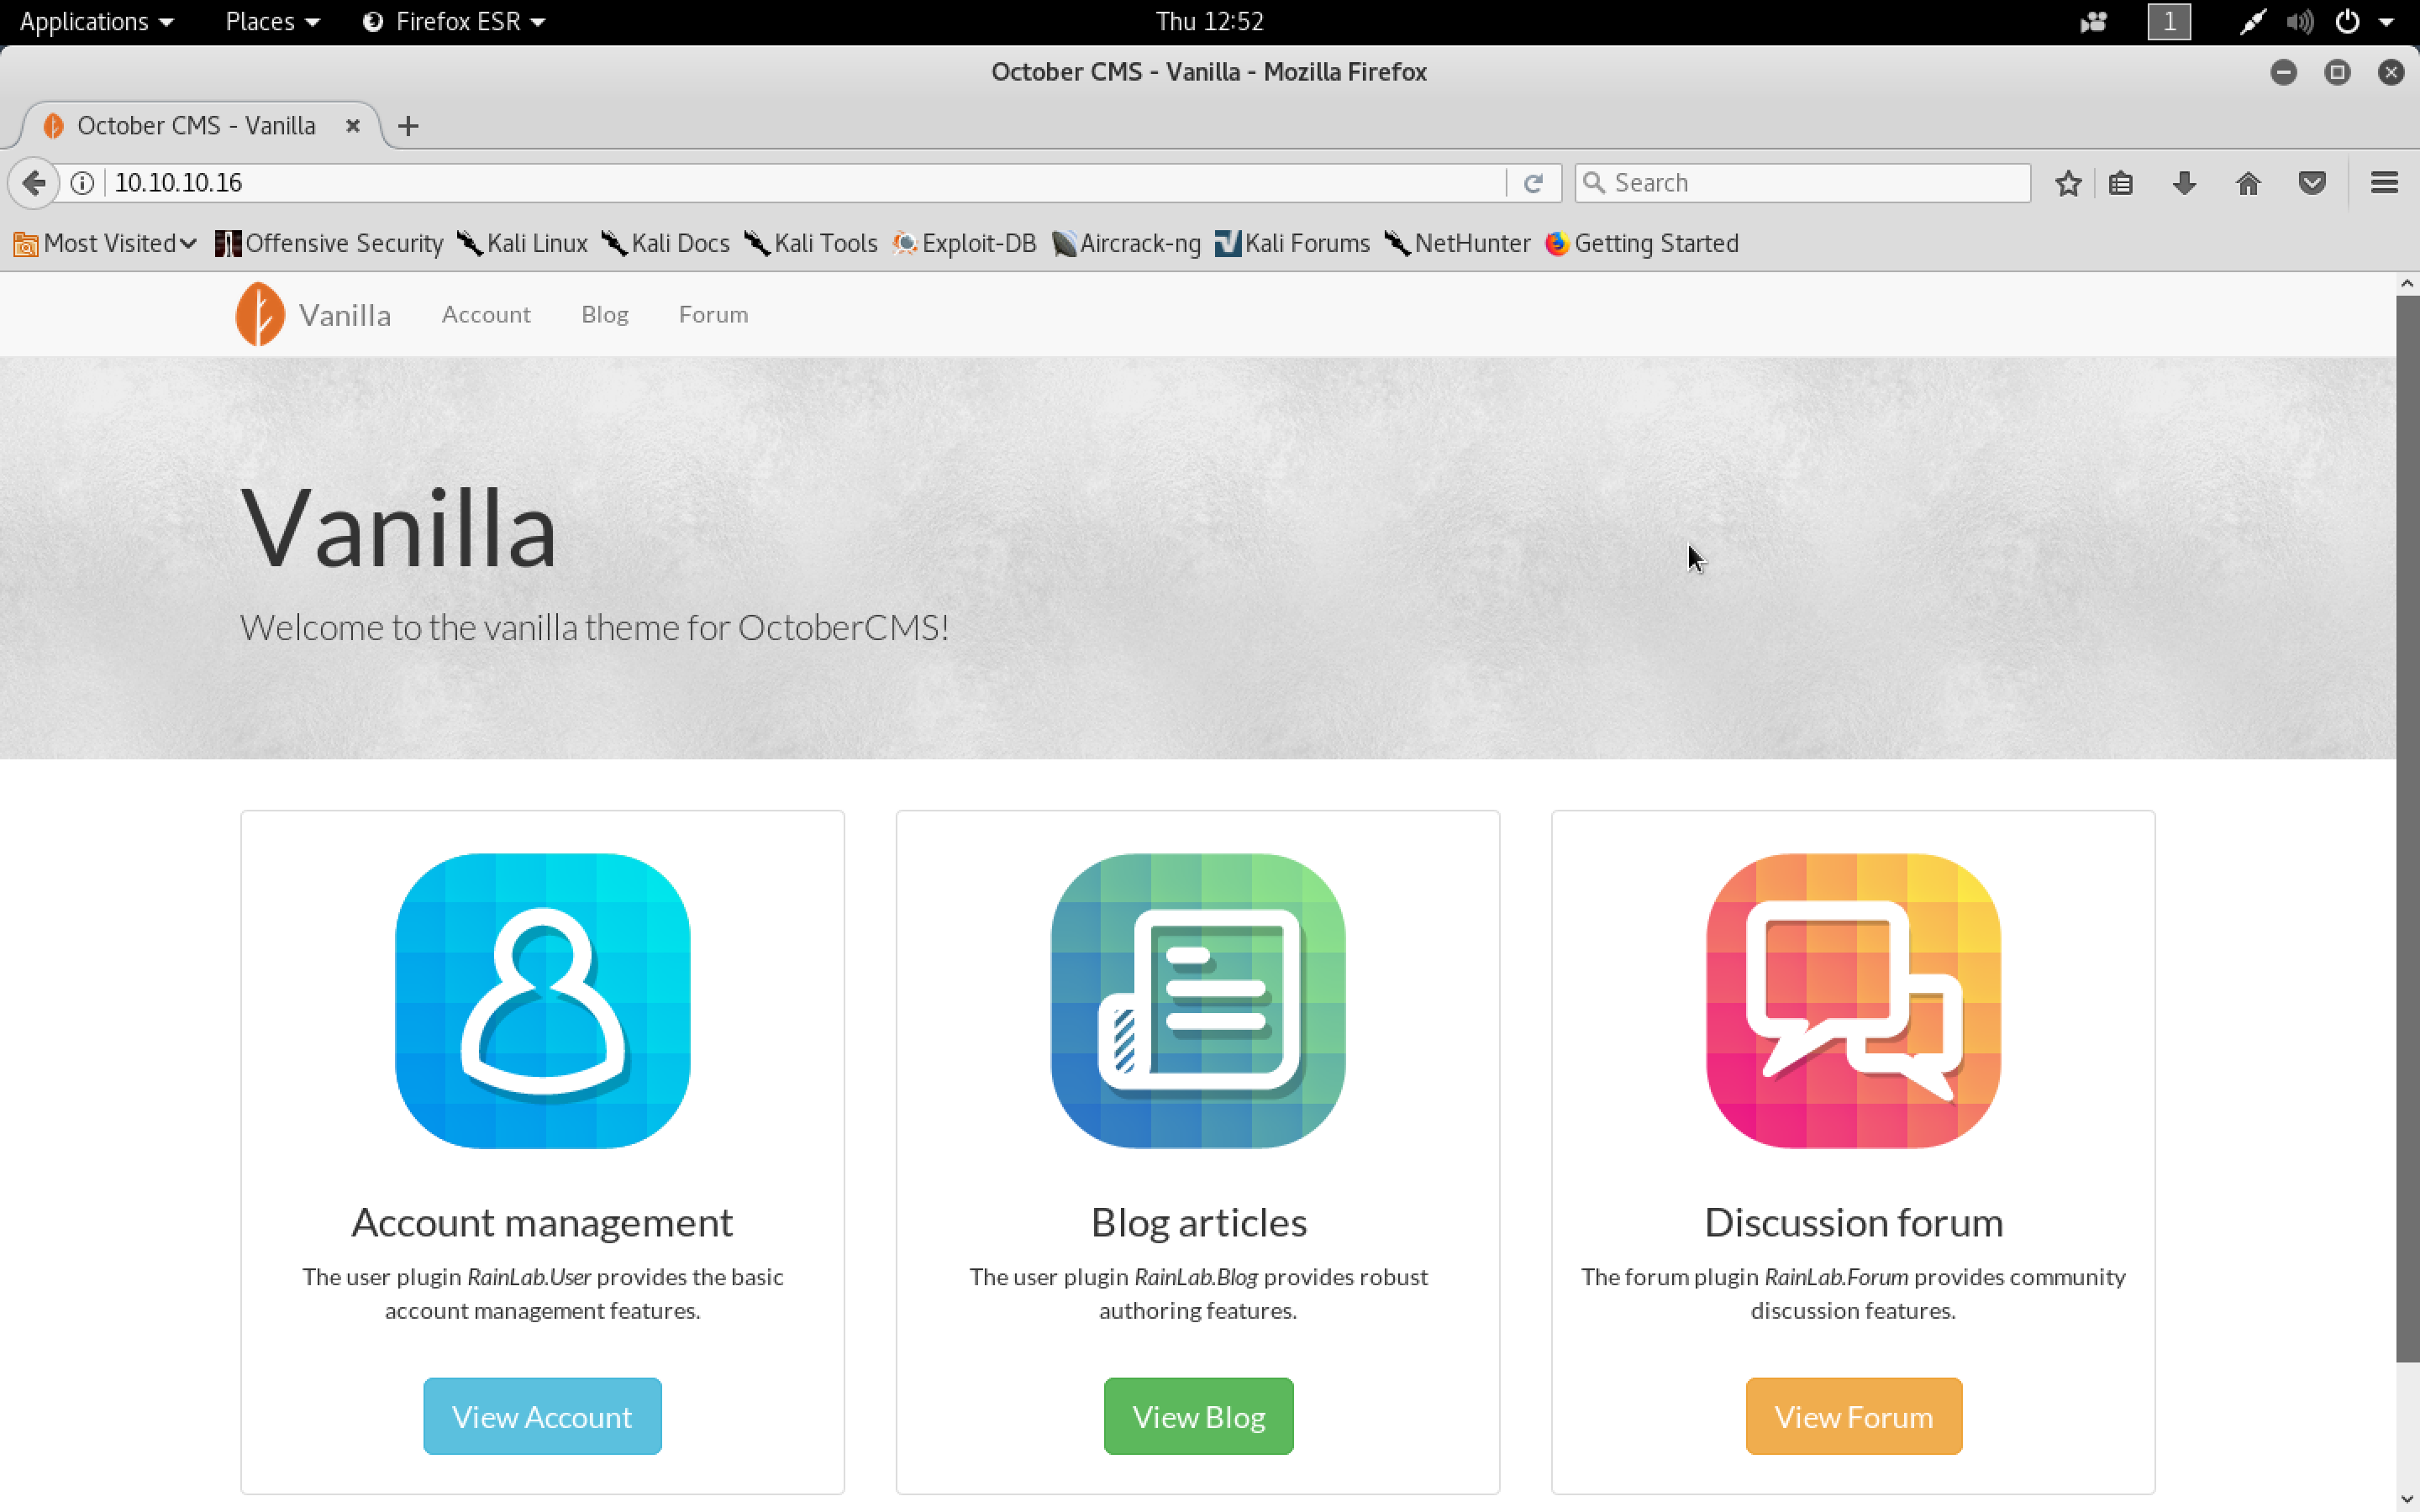 Applications Places Firefox ESR Thu 12:52 1
October CMS - Vanilla - Mozilla Firefox
October CMS - Vanilla
10.10.10.16 Search
Most Visited Offensive Security Kali Linux Kali Docs Kali Tools Exploit-DB Aircrack-ng Kali Forums NetHunter Getting Started
Vanilla Account Blog Forum
Vanilla
Welcome to the vanilla theme for OctoberCMS!
Account management
The user plugin RainLab.User provides the basic
account management features.
View Account
Blog articles
The user plugin RainLab.Blog provides robust
authoring features.
View Blog
Discussion forum
The forum plugin RainLab.Forum provides community
discussion features.
View Forum